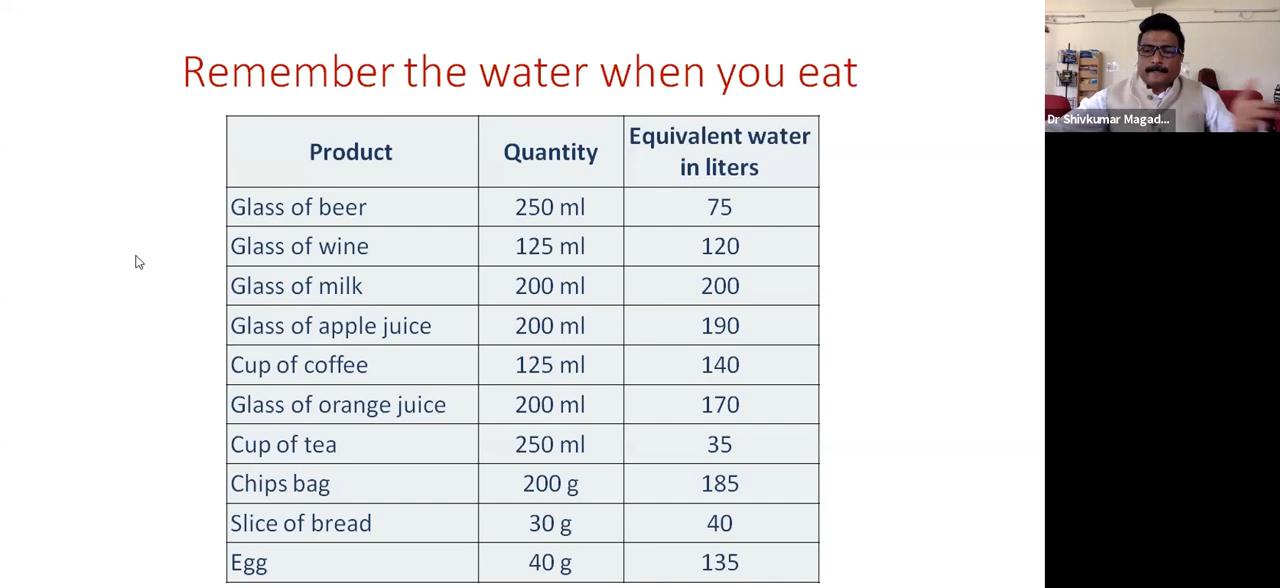 Remember the water when you eat
Dr Shivkumar Magad...
Product Quantity Equivalent water
in liters
Glass of beer 250 ml 75
Glass of wine 125 ml 120
Glass of milk 200 ml 200
Glass of apple juice 200 ml 190
Cup of coffee 125 ml 140
Glass of orange juice 200 ml 170
Cup of tea 250 ml 35
Chips bag 200 g 185
Slice of bread 30 g 40
Egg 40 g 135